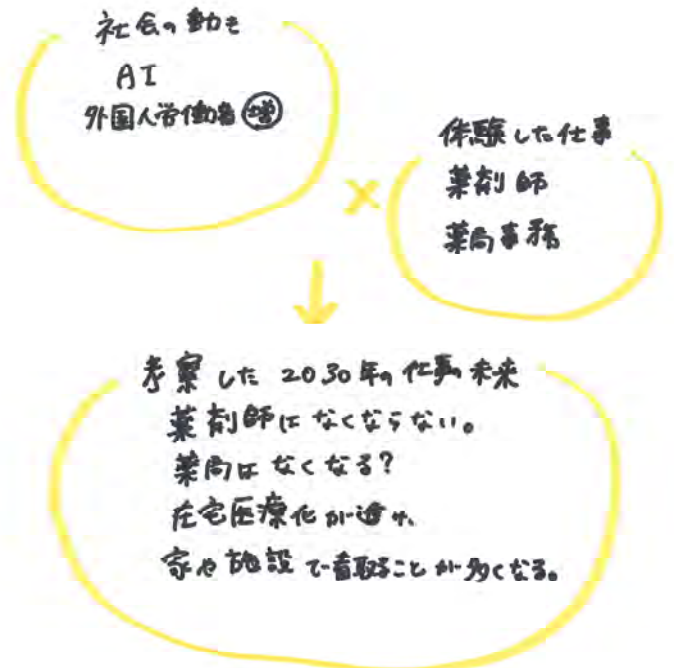 社会の動き
AI
外国人労働者 増
×
体験した仕事
薬剤師
薬局事務
考察した2030年の仕事の未来
薬剤師はなくならない。
薬局はなくなる?
在宅医療化が進み、
家や施設で看取ることが多くなる。